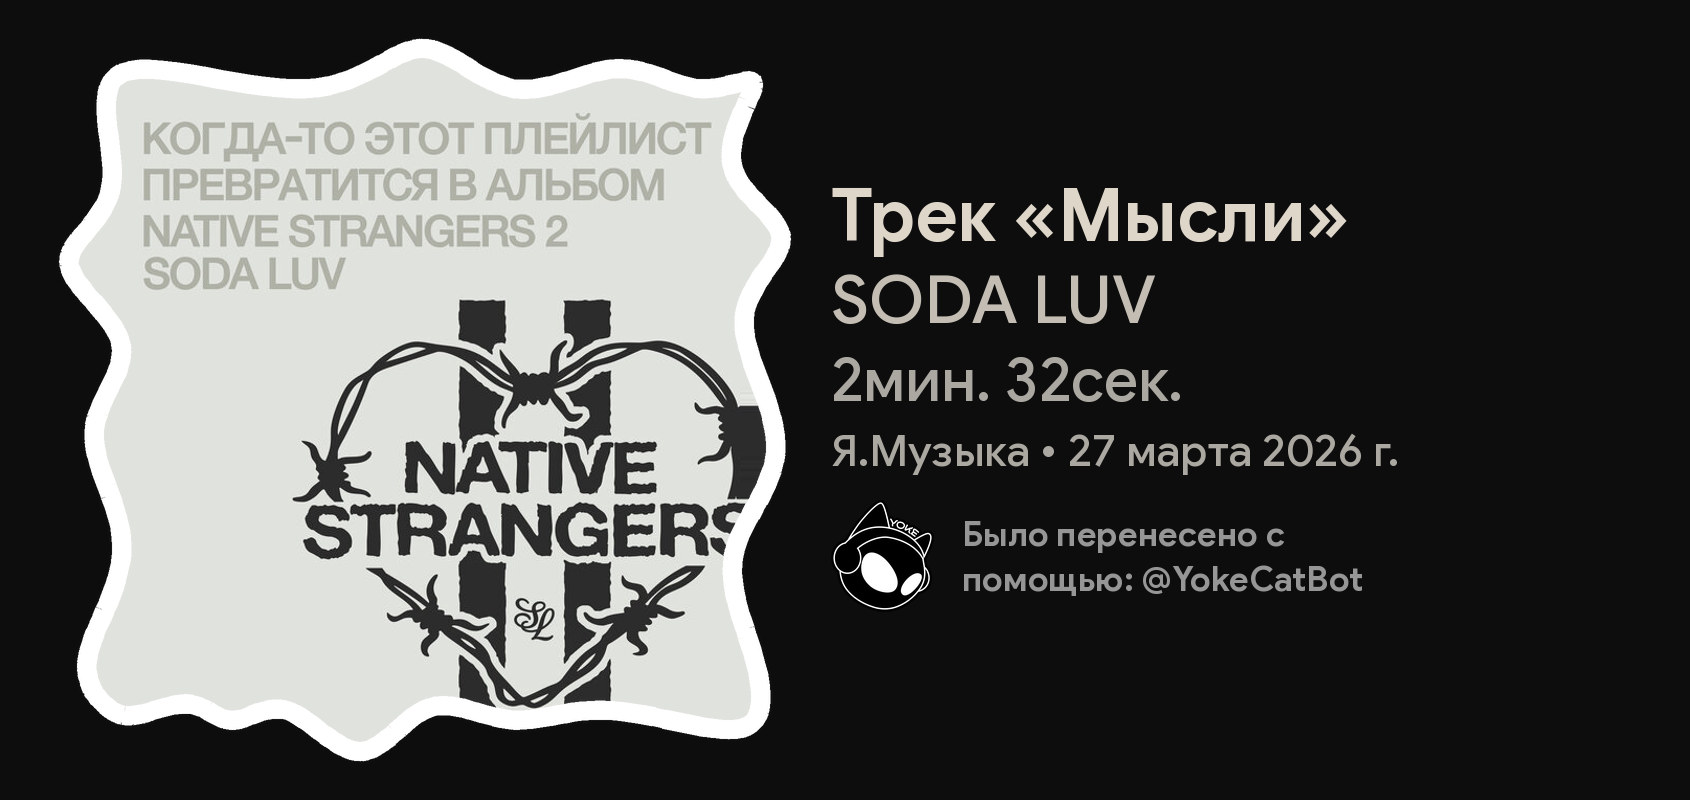 КОГДА-ТО ЭТОТ ПЛЕЙЛИСТ
ПРЕВРАТИТСЯ В АЛЬБОМ
NATIVE STRANGERS 2
SODA LUV
NATIVE
STRANGERS
SL
Трек «Мысли»
SODA LUV
2мин. 32сек.
Я.Музыка • 27 марта 2026 г.
YOKE
Было перенесено с
помощью: @YokeCatBot